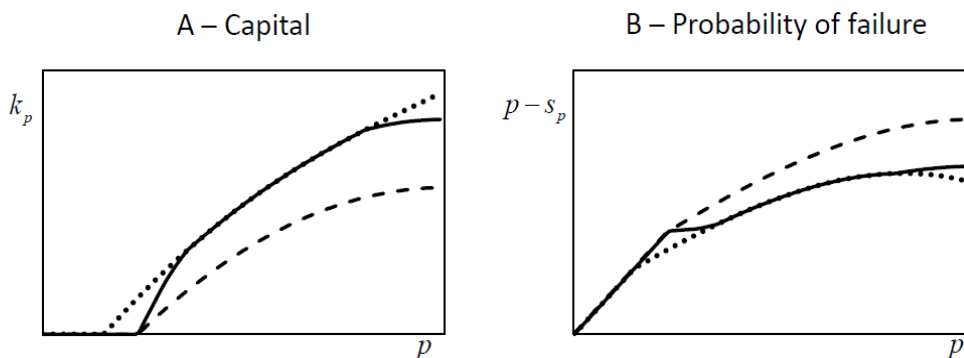 A – Capital
B – Probability of failure
k_p
p – s_p
p
p